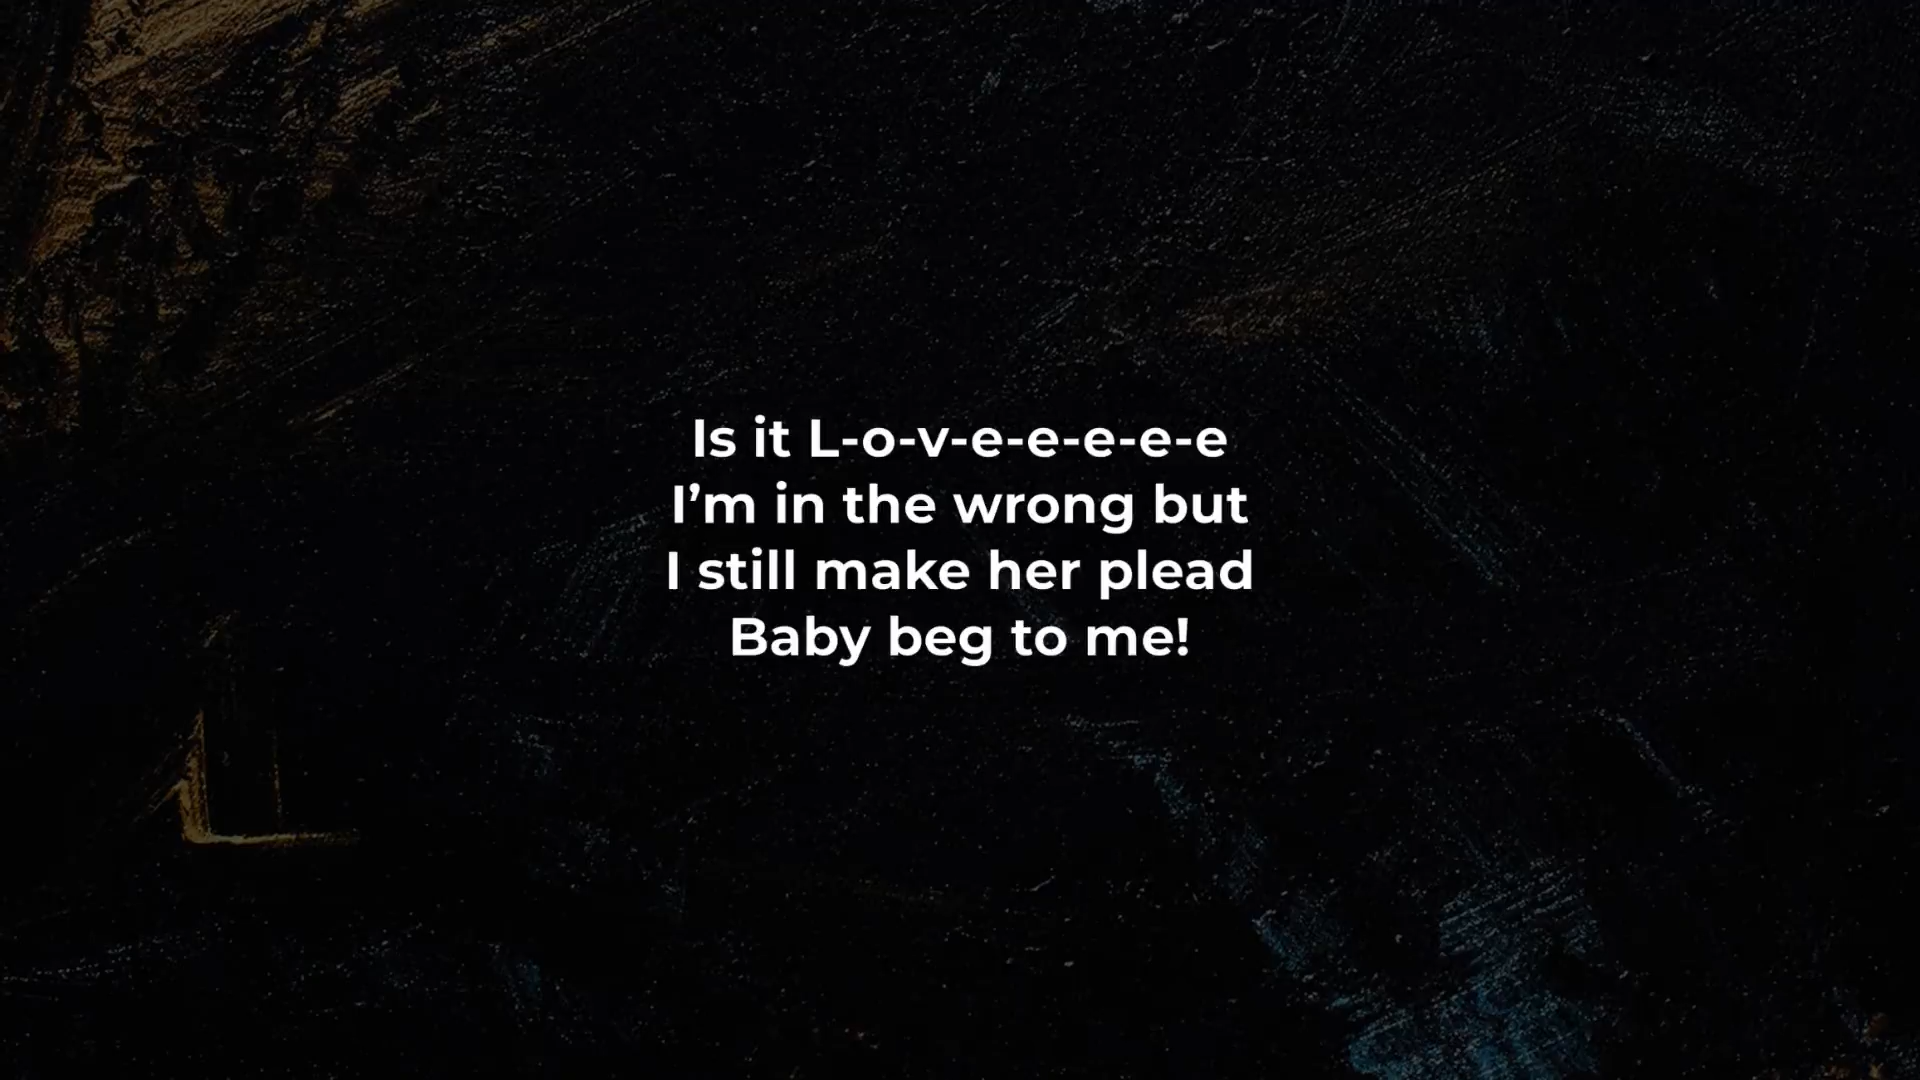 Is it L-o-v-e-e-e-e-e
I’m in the wrong but
I still make her plead
Baby beg to me!